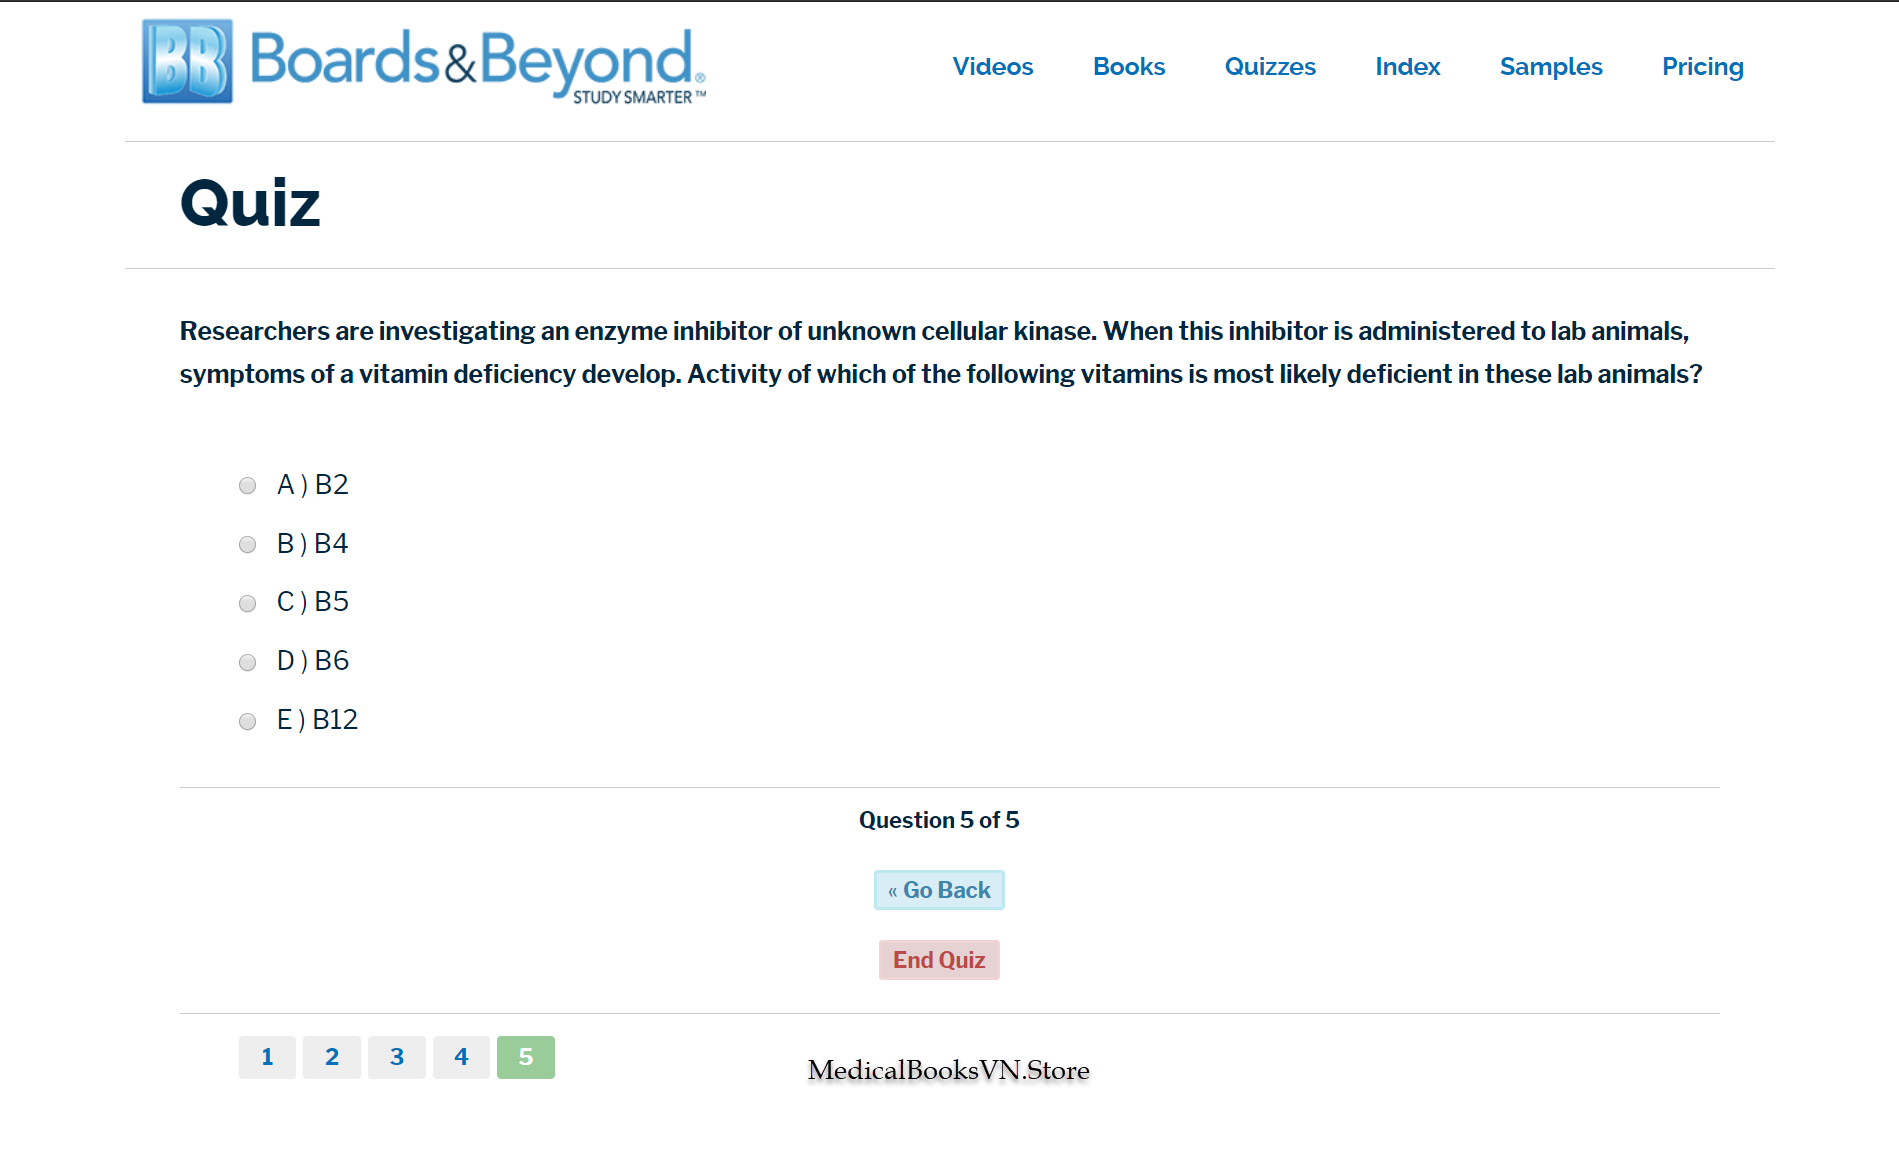 BB Boards&Beyond®
STUDY SMARTER™
Videos Books Quizzes Index Samples Pricing
Quiz
Researchers are investigating an enzyme inhibitor of unknown cellular kinase. When this inhibitor is administered to lab animals,
symptoms of a vitamin deficiency develop. Activity of which of the following vitamins is most likely deficient in these lab animals?
A ) B2
B ) B4
C ) B5
D ) B6
E ) B12
Question 5 of 5
« Go Back
End Quiz
1 2 3 4 5
MedicalBooksVN.Store